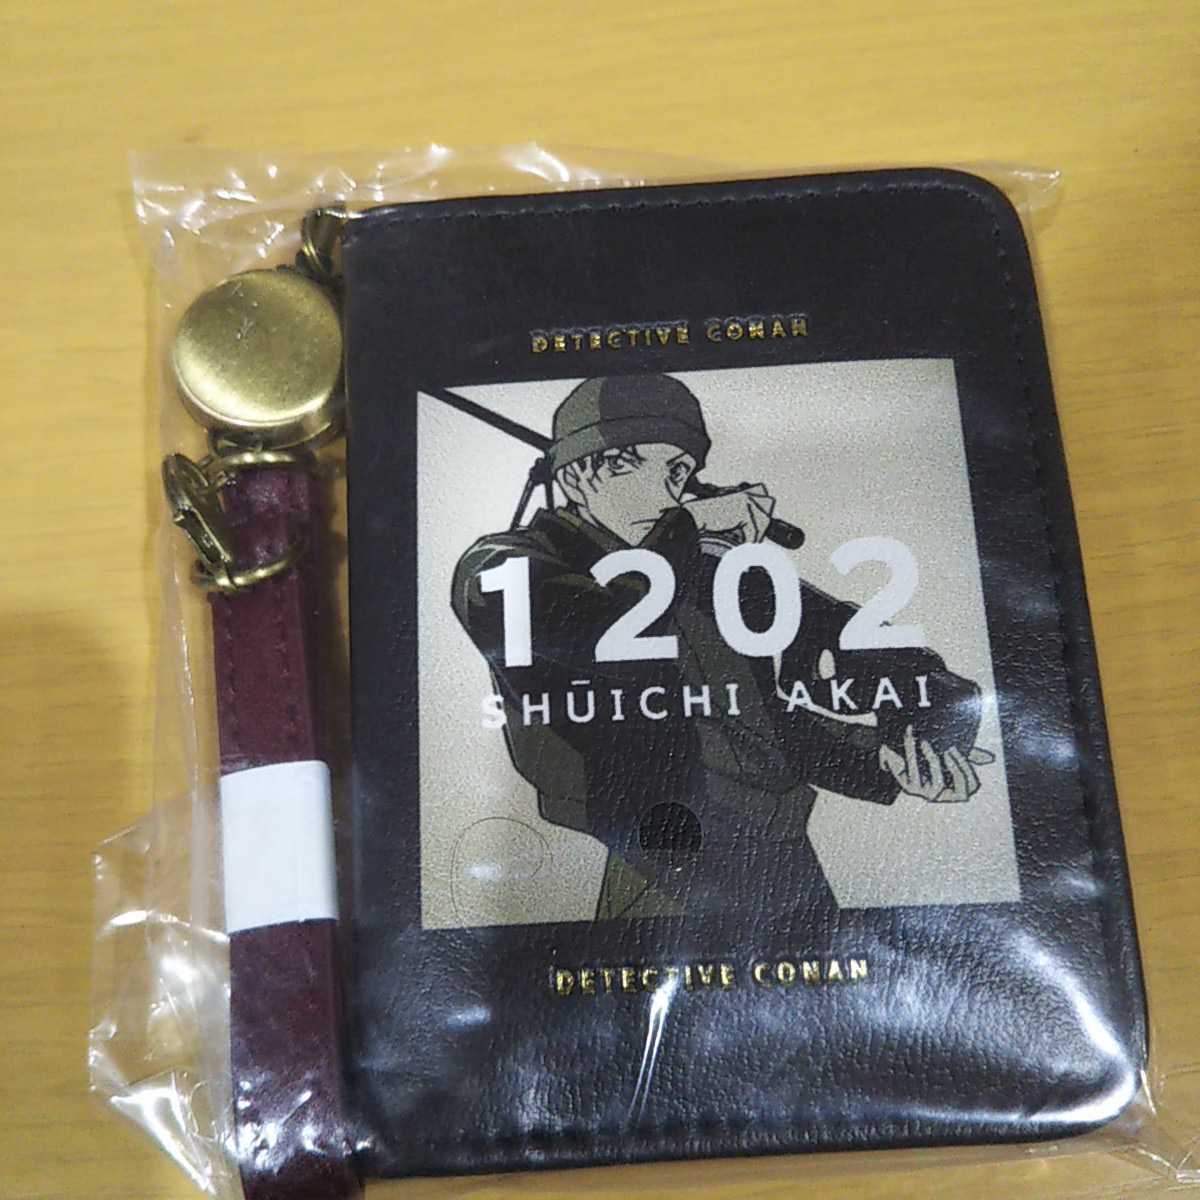 DETECTIVE CONAN
1202
SHŪICHI AKAI
DETECTIVE CONAN